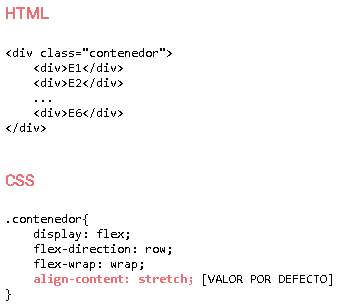 HTML
<div class="contenedor">
<div>E1</div>
<div>E2</div>
...
<div>E6</div>
</div>
CSS
.contenedor{
display: flex;
flex-direction: row;
flex-wrap: wrap;
align-content: stretch; [VALOR POR DEFECTO]
}